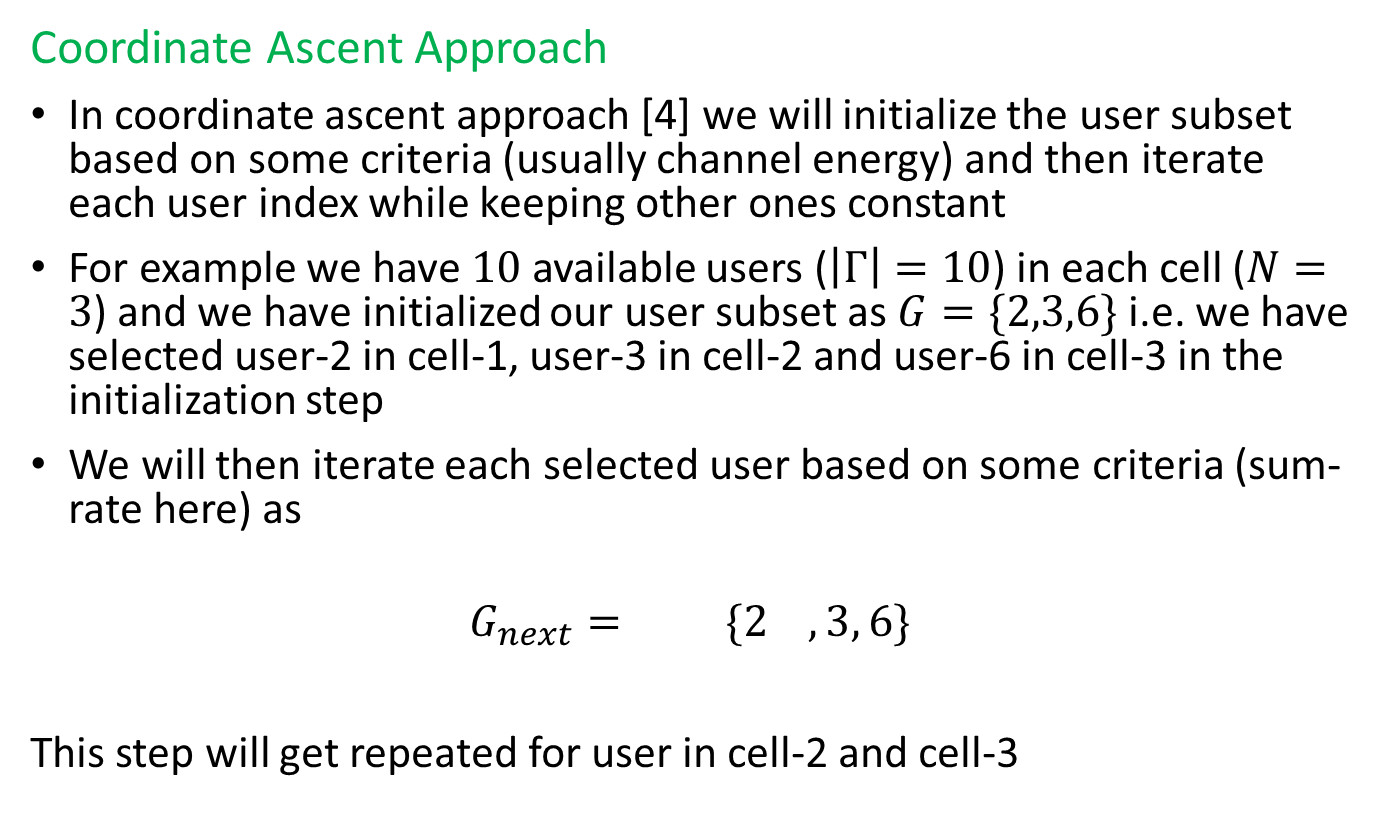 Coordinate Ascent Approach
• In coordinate ascent approach [4] we will initialize the user subset
based on some criteria (usually channel energy) and then iterate
each user index while keeping other ones constant
• For example we have 10 available users (|Γ| = 10) in each cell (N =
3) and we have initialized our user subset as G = {2,3,6} i.e. we have
selected user-2 in cell-1, user-3 in cell-2 and user-6 in cell-3 in the
initialization step
• We will then iterate each selected user based on some criteria (sum-
rate here) as
G_next = {2 , 3, 6}
This step will get repeated for user in cell-2 and cell-3